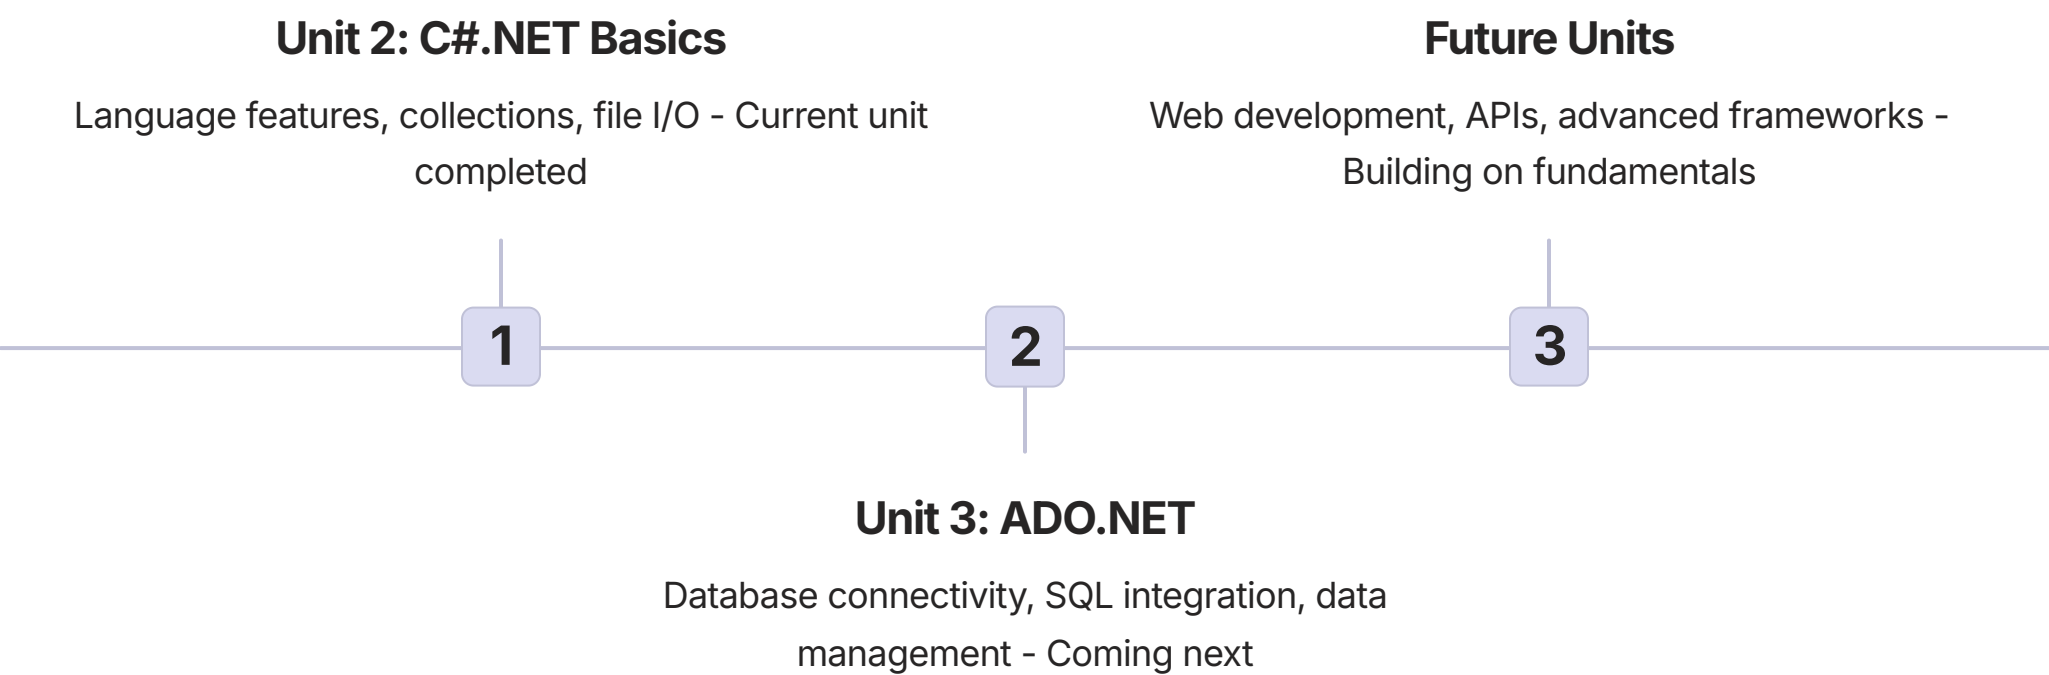 Unit 2: C#.NET Basics
Language features, collections, file I/O - Current unit
completed
Future Units
Web development, APIs, advanced frameworks -
Building on fundamentals
1
2
3
Unit 3: ADO.NET
Database connectivity, SQL integration, data
management - Coming next